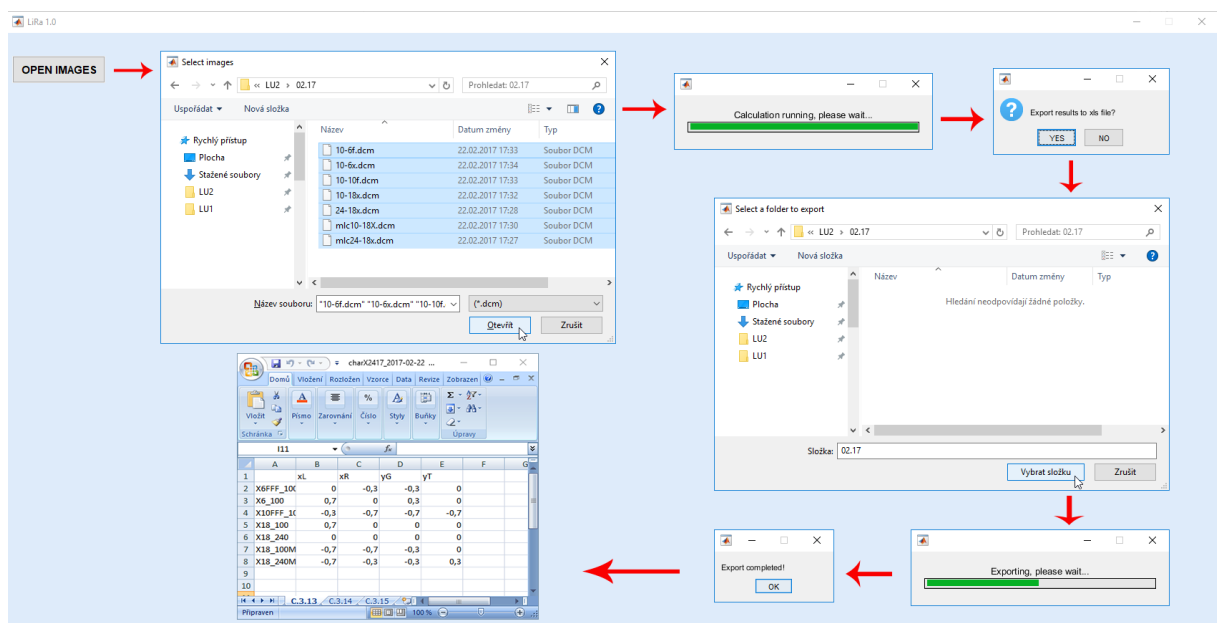 LiRa 1.0
OPEN IMAGES
Select images
« LU2 › 02.17
Prohledat: 02.17
Uspořádat
Nová složka
Rychlý přístup
Plocha
Stažené soubory
LU2
LU1
Název Datum změny Typ
10-6f.dcm 22.02.2017 17:33 Soubor DCM
10-6x.dcm 22.02.2017 17:34 Soubor DCM
10-10f.dcm 22.02.2017 17:33 Soubor DCM
10-18x.dcm 22.02.2017 17:32 Soubor DCM
24-18x.dcm 22.02.2017 17:28 Soubor DCM
mlc10-18X.dcm 22.02.2017 17:30 Soubor DCM
mlc24-18x.dcm 22.02.2017 17:27 Soubor DCM
Název souboru: "10-6f.dcm" "10-6x.dcm" "10-10f. (*.dcm)
Otevřít Zrušit
Calculation running, please wait...
Export results to xls file?
YES NO
Select a folder to export
« LU2 › 02.17
Prohledat: 02.17
Uspořádat
Nová složka
Rychlý přístup
Plocha
Stažené soubory
LU2
LU1
Název Datum změny Typ
Hledání neodpovídají žádné položky.
Složka: 02.17
Vybrat složku Zrušit
Exporting, please wait...
Export completed!
OK
charX2417_2017-02-22 ...
Domů Vložení Rozložen Vzorce Data Revize Zobrazen
Vložit Písmo Zarovnání Číslo Styly Buňky
Schránka Úpravy
I11 fx
A B C D E F G
1 xL xR yG yT
2 X6FFF_10( 0 -0,3 -0,3 0
3 X6_100 0,7 0 0,3 0
4 X10FFF_1( -0,3 -0,7 -0,7 -0,7
5 X18_100 0,7 0 0 0
6 X18_240 0 0 0 0
7 X18_100M -0,7 -0,7 -0,3 0
8 X18_240M -0,7 -0,3 -0,3 0,3
9
10
C.3.13 C.3.14 C.3.15
Připraven 100 %